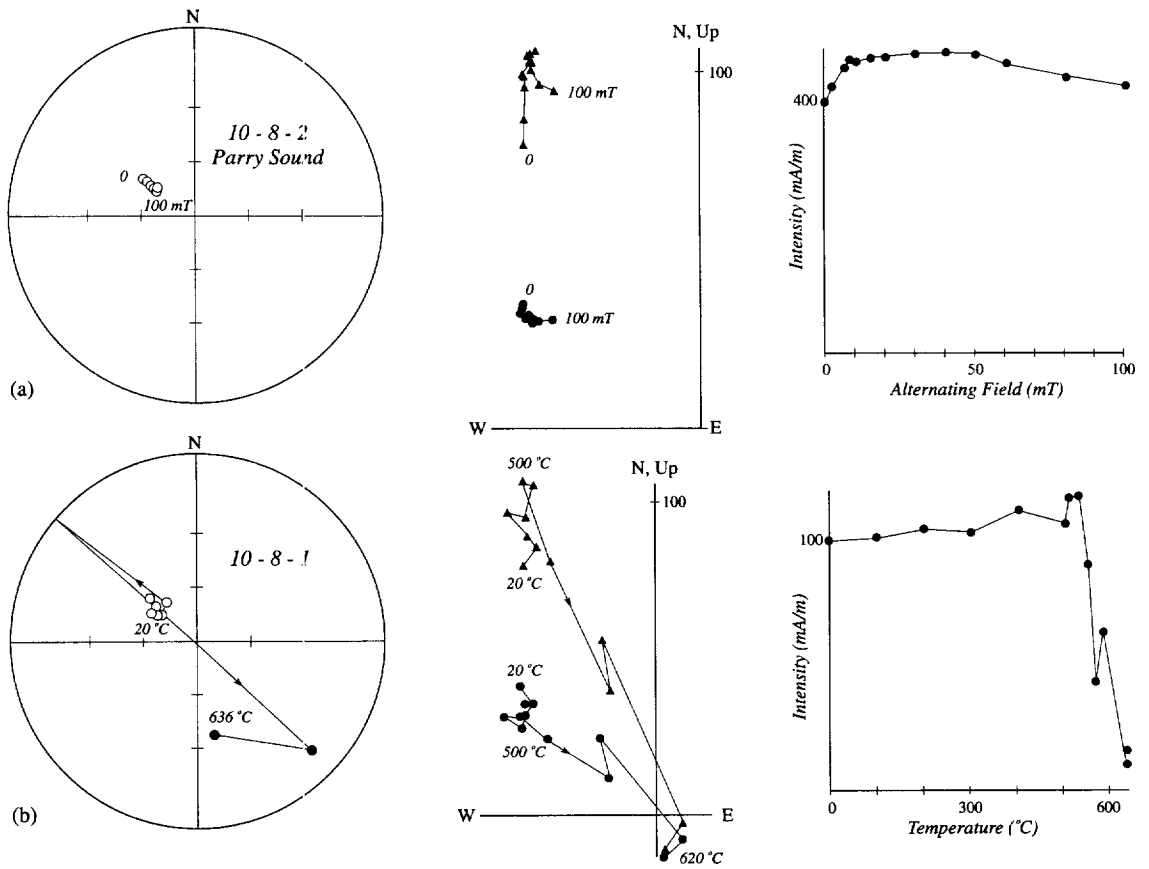 N
10 - 8 - 2
Parry Sound
0
100 mT
(a)
N, Up
100
100 mT
0
0
100 mT
W
E
400
Intensity (mA/m)
0
50
100
Alternating Field (mT)
N
10 - 8 - 1
20 °C
636 °C
(b)
500 °C
N, Up
100
20 °C
20 °C
500 °C
W
E
620 °C
100
Intensity (mA/m)
0
300
600
Temperature (°C)